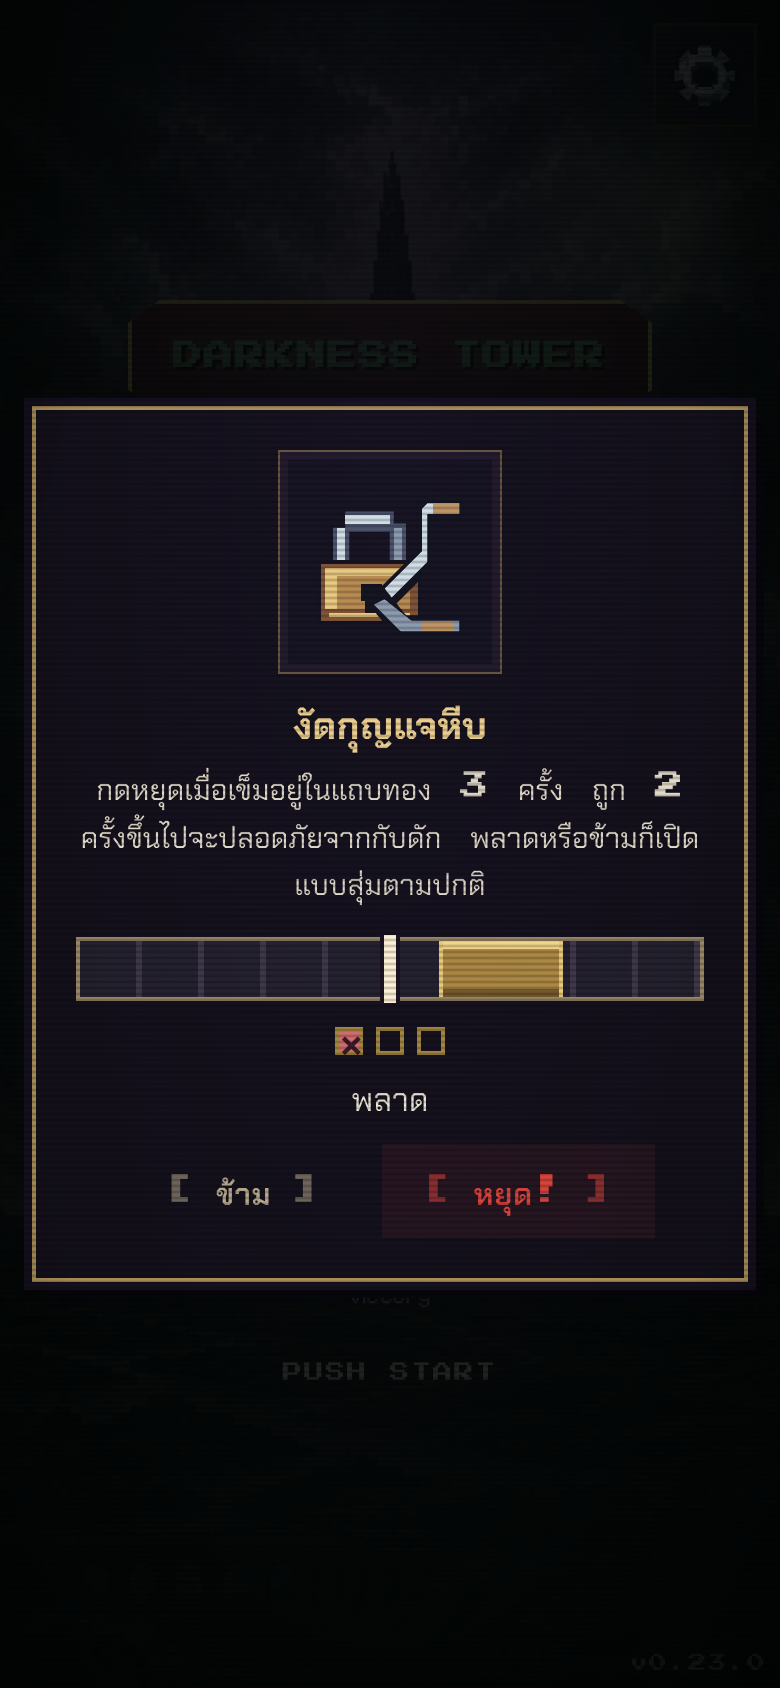 DARKNESS TOWER
งัดกุญแจหีบ
กดหยุดเมื่อเข็มอยู่ในแถบทอง 3 ครั้ง ถูก 2
ครั้งขึ้นไปจะปลอดภัยจากกับดัก พลาดหรือข้ามก็เปิด
แบบสุ่มตามปกติ
พลาด
[ ข้าม ] [ หยุด! ]
PUSH START
v0.23.0